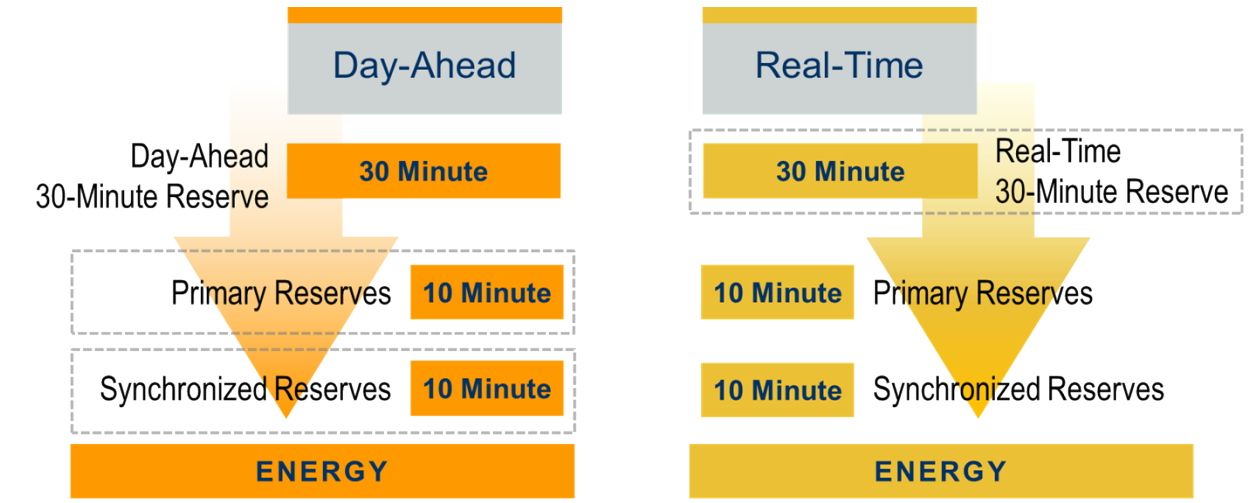 Day-Ahead
Day-Ahead
30-Minute Reserve
30 Minute
Primary Reserves
10 Minute
Synchronized Reserves
10 Minute
ENERGY
Real-Time
30 Minute
Real-Time
30-Minute Reserve
10 Minute
Primary Reserves
10 Minute
Synchronized Reserves
ENERGY